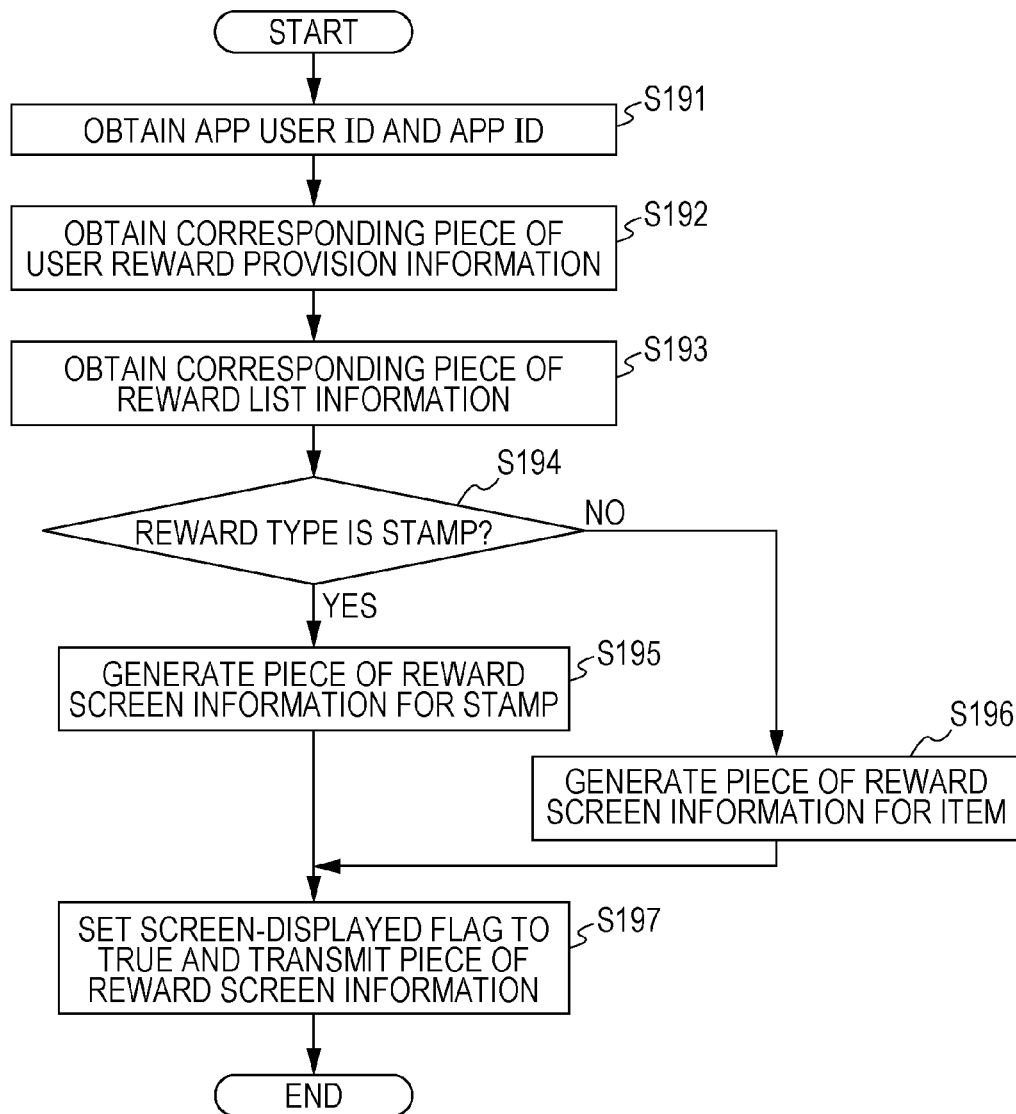 START
S191
OBTAIN APP USER ID AND APP ID
S192
OBTAIN CORRESPONDING PIECE OF
USER REWARD PROVISION INFORMATION
S193
OBTAIN CORRESPONDING PIECE OF
REWARD LIST INFORMATION
S194
REWARD TYPE IS STAMP?
NO
YES
S195
GENERATE PIECE OF REWARD
SCREEN INFORMATION FOR STAMP
S196
GENERATE PIECE OF REWARD
SCREEN INFORMATION FOR ITEM
S197
SET SCREEN-DISPLAYED FLAG TO
TRUE AND TRANSMIT PIECE OF
REWARD SCREEN INFORMATION
END